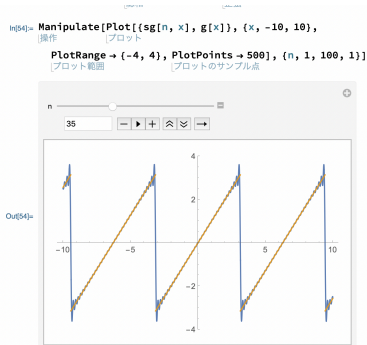 In[54]:= Manipulate[Plot[{sg[n, x], g[x]}, {x, -10, 10},
操作 プロット
PlotRange → {-4, 4}, PlotPoints → 500], {n, 1, 100, 1}]
プロット範囲 プロットのサンプル点
n
35
Out[54]=
4
2
-10 -5 5 10
-2
-4